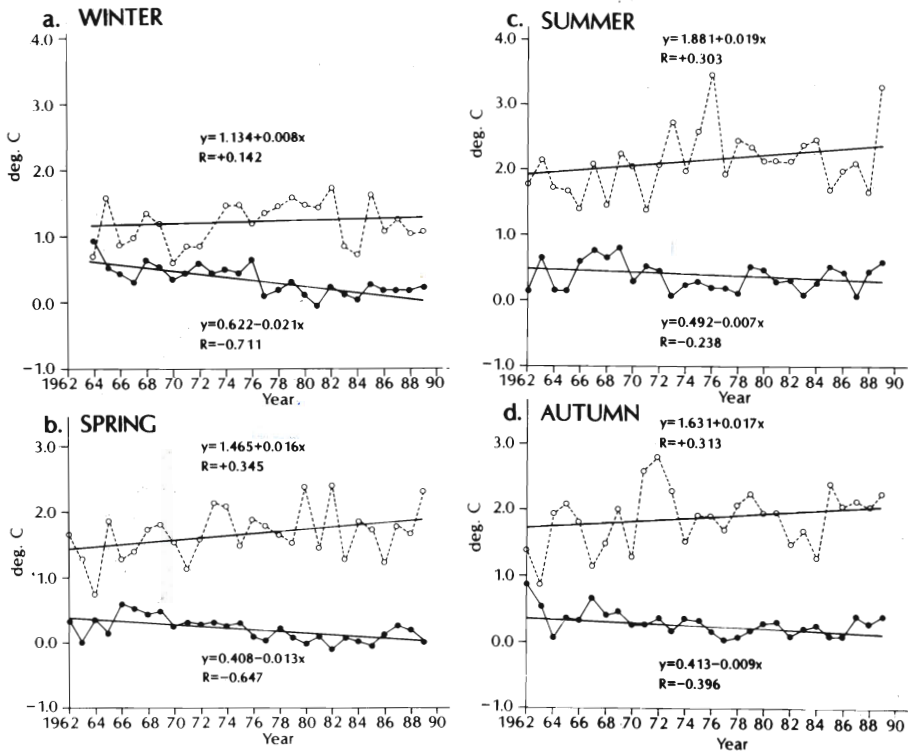 a. WINTER
4.0
3.0
2.0
1.0
0.0
−1.0
deg. C
y=1.134+0.008x
R=+0.142
y=0.622−0.021x
R=−0.711
1962 64 66 68 70 72 74 76 78 80 82 84 86 88 90
Year
c. SUMMER
4.0
3.0
2.0
1.0
0.0
−1.0
deg. C
y=1.881+0.019x
R=+0.303
y=0.492−0.007x
R=−0.238
1962 64 66 68 70 72 74 76 78 80 82 84 86 88 90
Year
b. SPRING
3.0
2.0
1.0
0.0
−1.0
deg. C
y=1.465+0.016x
R=+0.345
y=0.408−0.013x
R=−0.647
1962 64 66 68 70 72 74 76 78 80 82 84 86 88 90
Year
d. AUTUMN
3.0
2.0
1.0
0.0
−1.0
deg. C
y=1.631+0.017x
R=+0.313
y=0.413−0.009x
R=−0.396
1962 64 66 68 70 72 74 76 78 80 82 84 86 88 90
Year